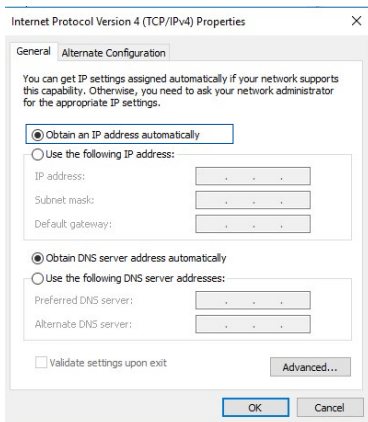 Internet Protocol Version 4 (TCP/IPv4) Properties
General
Alternate Configuration
You can get IP settings assigned automatically if your network supports
this capability. Otherwise, you need to ask your network administrator
for the appropriate IP settings.
Obtain an IP address automatically
Use the following IP address:
IP address:
Subnet mask:
Default gateway:
Obtain DNS server address automatically
Use the following DNS server addresses:
Preferred DNS server:
Alternate DNS server:
Validate settings upon exit
Advanced...
OK
Cancel